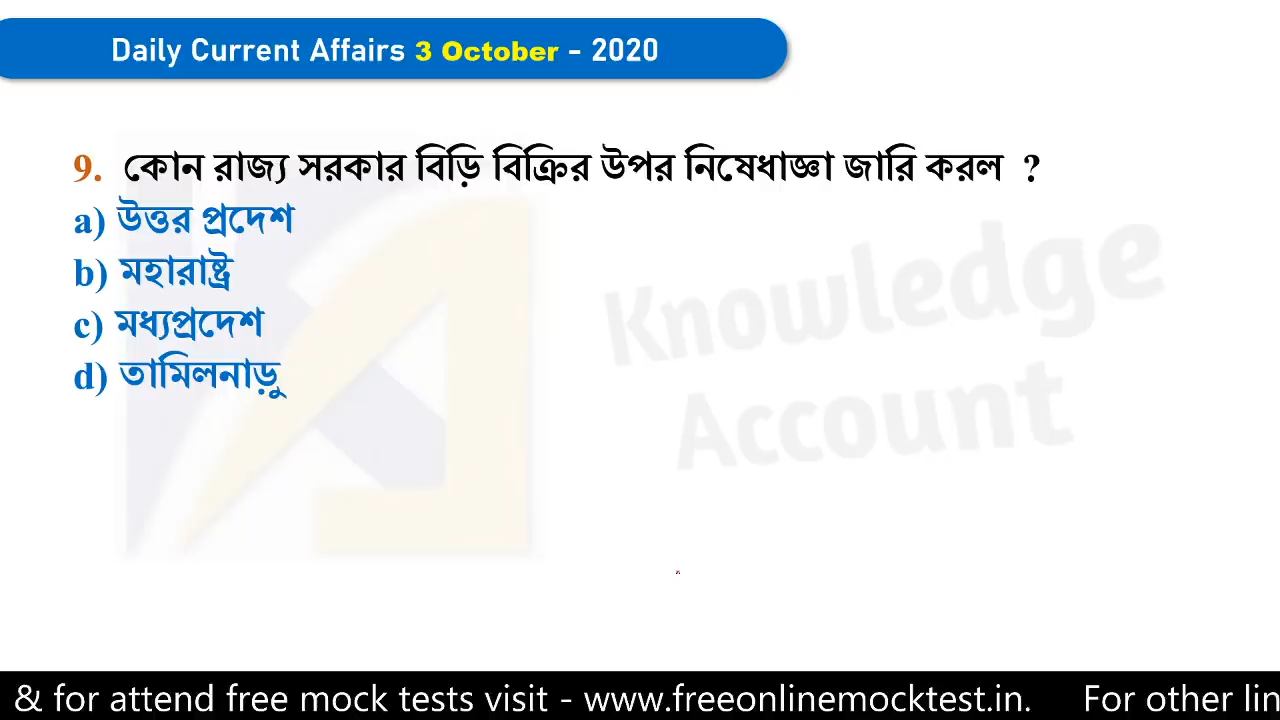 Daily Current Affairs 3 October - 2020
9. কোন রাজ্য সরকার বিড়ি বিক্রির উপর নিষেধাজ্ঞা জারি করল ?
a) উত্তর প্রদেশ
b) মহারাষ্ট্র
c) মধ্যপ্রদেশ
d) তামিলনাড়ু
Knowledge
Account
& for attend free mock tests visit - www.freeonlinemocktest.in. For other lin